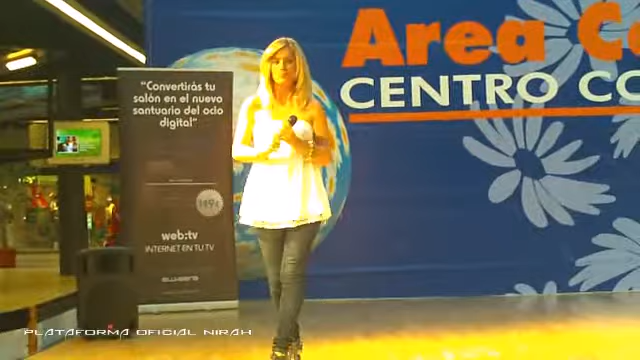 Area C
CENTRO CO
"Convertirás tu
salón en el nuevo
santuario del ocio
digital"
149€
web:tv
INTERNET EN TU TV
PLATAFORMA OFICIAL NIRAH